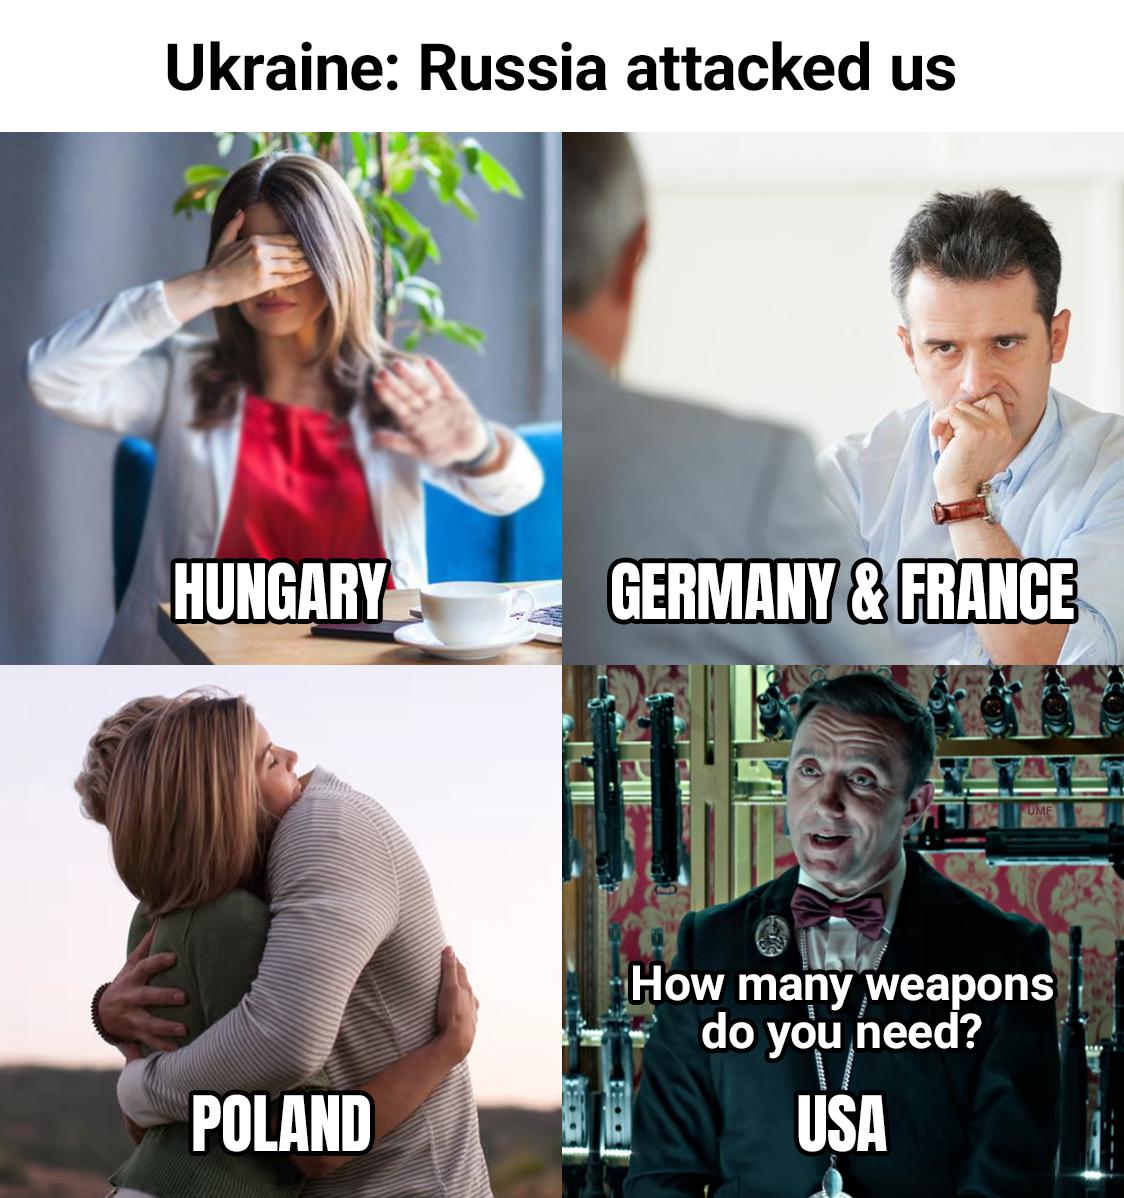 Ukraine: Russia attacked us
HUNGARY
GERMANY & FRANCE
UMF
How many weapons
do you need?
POLAND
USA